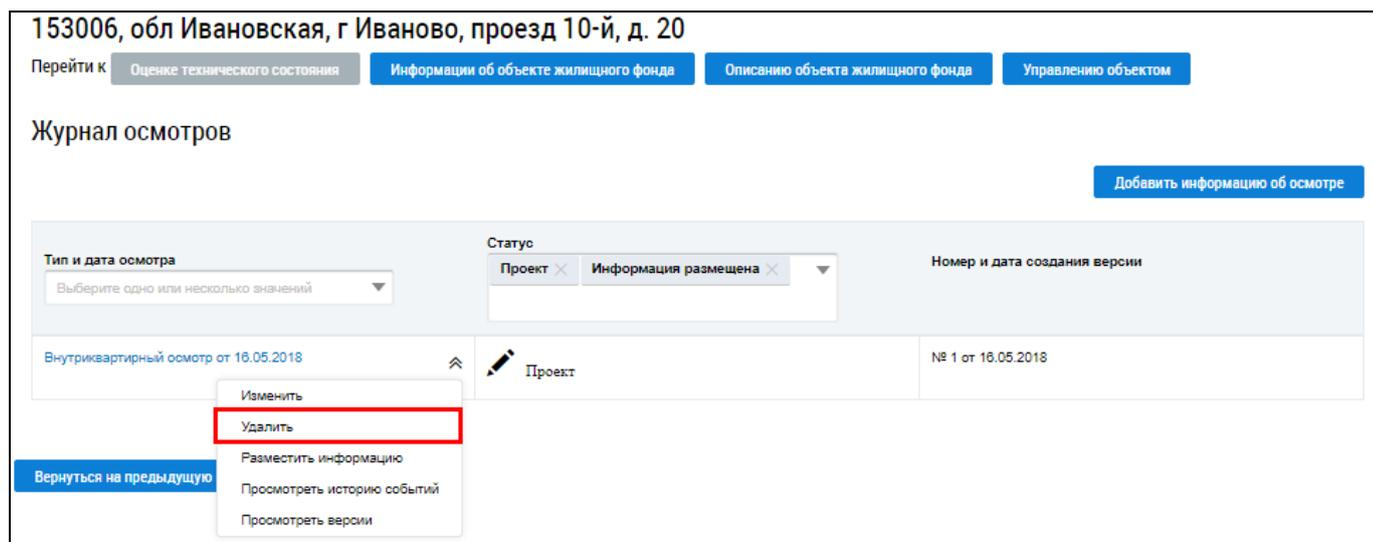 153006, обл Ивановская, г Иваново, проезд 10-й, д. 20
Перейти к Оценке технического состояния Информации об объекте жилищного фонда Описанию объекта жилищного фонда Управлению объектом
Журнал осмотров
Добавить информацию об осмотре
Тип и дата осмотра
Выберите одно или несколько значений
Статус
Проект Информация размещена
Номер и дата создания версии
Внутриквартирный осмотр от 16.05.2018
Проект
№ 1 от 16.05.2018
Изменить
Удалить
Разместить информацию
Просмотреть историю событий
Просмотреть версии
Вернуться на предыдущую